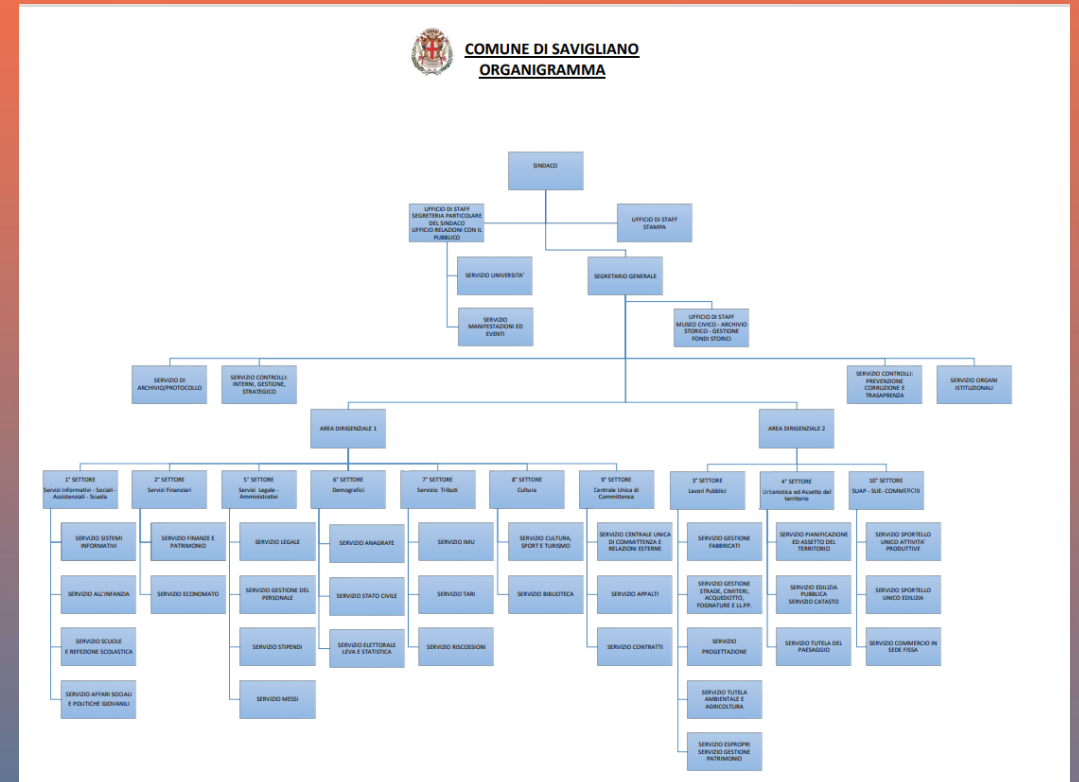 COMUNE DI SAVIGLIANO
ORGANIGRAMMA
SINDACO
UFFICIO DI STAFF
SEGRETERIA PARTICOLARE
DEL SINDACO
UFFICIO RELAZIONI CON IL
PUBBLICO
UFFICIO DI STAFF
STAMPA
SERVIZIO UNIVERSITA'
SEGRETARIO GENERALE
SERVIZIO
MANIFESTAZIONI ED
EVENTI
UFFICIO DI STAFF
MUSEO CIVICO - ARCHIVIO
STORICO - GESTIONE
FONDI STORICI
SERVIZIO DI
ARCHIVIO/PROTOCOLLO
SERVIZIO CONTROLLI:
INTERNI, GESTIONE,
STRATEGICO
SERVIZIO CONTROLLI:
PREVENZIONE
CORRUZIONE E
TRASAPRENZA
SERVIZIO ORGANI
ISTITUZIONALI
AREA DIRIGENZIALE 1
AREA DIRIGENZIALE 2
1° SETTORE
Servizi Informativi - Sociali -
Assistenziali - Scuola
2° SETTORE
Servizi Finanziari
5° SETTORE
Servizi Legale -
Amministrativi
6° SETTORE
Demografici
7° SETTORE
Servizio Tributi
8° SETTORE
Cultura
9° SETTORE
Centrale Unica di
Committenza
3° SETTORE
Lavori Pubblici
4° SETTORE
Urbanistica ed Assetto del
territorio
10° SETTORE
SUAP - SUE- COMMERCIO
SERVIZIO SISTEMI
INFORMATIVI
SERVIZIO ALL'INFANZIA
SERVIZIO SCUOLE
E REFEZIONE SCOLASTICA
SERVIZIO AFFARI SOCIALI
E POLITICHE GIOVANILI
SERVIZIO FINANZE E
PATRIMONIO
SERVIZIO ECONOMATO
SERVIZIO LEGALE
SERVIZIO GESTIONE DEL
PERSONALE
SERVIZIO STIPENDI
SERVIZIO MESSI
SERVIZIO ANAGRAFE
SERVIZIO STATO CIVILE
SERVIZIO ELETTORALE
LEVA E STATISTICA
SERVIZIO IMU
SERVIZIO TARI
SERVIZIO RISCOSSIONI
SERVIZIO CULTURA,
SPORT E TURISMO
SERVIZIO BIBLIOTECA
SERVIZIO CENTRALE UNICA
DI COMMITTENZA E
RELAZIONI ESTERNE
SERVIZIO APPALTI
SERVIZIO CONTRATTI
SERVIZIO GESTIONE
FABBRICATI
SERVIZIO GESTIONE
STRADE, CIMITERI,
ACQUEDOTTO,
FOGNATURE E LL.PP.
SERVIZIO
PROGETTAZIONE
SERVIZIO TUTELA
AMBIENTALE E
AGRICOLTURA
SERVIZIO ESPROPRI
SERVIZIO GESTIONE
PATRIMONIO
SERVIZIO PIANIFICAZIONE
ED ASSETTO DEL
TERRITORIO
SERVIZIO EDILIZIA
PUBBLICA
SERVIZIO CATASTO
SERVIZIO TUTELA DEL
PAESAGGIO
SERVIZIO SPORTELLO
UNICO ATTIVITA'
PRODUTTIVE
SERVIZIO SPORTELLO
UNICO EDILIZIA
SERVIZIO COMMERCIO IN
SEDE FISSA